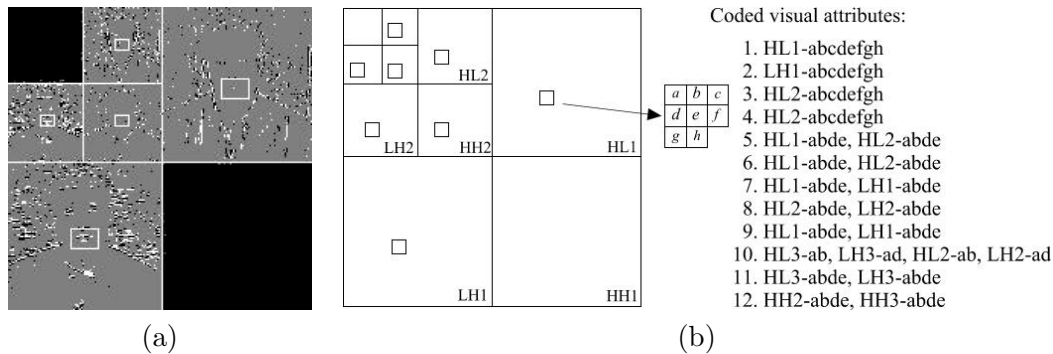 Coded visual attributes:
1. HL1-abcdefgh
2. LH1-abcdefgh
3. HL2-abcdefgh
4. HL2-abcdefgh
5. HL1-abde, HL2-abde
6. HL1-abde, HL2-abde
7. HL1-abde, LH1-abde
8. HL2-abde, LH2-abde
9. HL1-abde, LH1-abde
10. HL3-ab, LH3-ad, HL2-ab, LH2-ad
11. HL3-abde, LH3-abde
12. HH2-abde, HH3-abde
HL2
LH2
HH2
HL1
LH1
HH1
a b c
d e f
g h
(a)
(b)